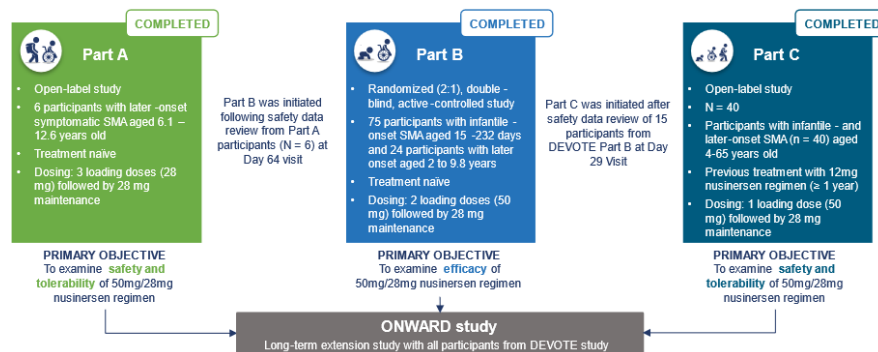 COMPLETED
Part A
• Open-label study
• 6 participants with later -onset
symptomatic SMA aged 6.1 –
12.6 years old
• Treatment naïve
• Dosing: 3 loading doses (28
mg) followed by 28 mg
maintenance
PRIMARY OBJECTIVE
To examine safety and
tolerability of 50mg/28mg
nusinersen regimen
Part B was initiated
following safety data
review from Part A
participants (N = 6) at
Day 64 visit
COMPLETED
Part B
• Randomized (2:1), double -
blind, active -controlled study
• 75 participants with infantile -
onset SMA aged 15 -232 days
and 24 participants with later
onset aged 2 to 9.8 years
• Treatment naïve
• Dosing: 2 loading doses (50
mg) followed by 28 mg
maintenance
PRIMARY OBJECTIVE
To examine efficacy of
50mg/28mg nusinersen regimen
Part C was initiated after
safety data review of 15
participants from
DEVOTE Part B at Day
29 Visit
COMPLETED
Part C
• Open-label study
• N = 40
• Participants with infantile - and
later-onset SMA (n = 40) aged
4-65 years old
• Previous treatment with 12mg
nusinersen regimen (≥ 1 year)
• Dosing: 1 loading dose (50
mg) followed by 28 mg
maintenance
PRIMARY OBJECTIVE
To examine safety and
tolerability of 50mg/28mg
nusinersen regimen
ONWARD study
Long-term extension study with all participants from DEVOTE study